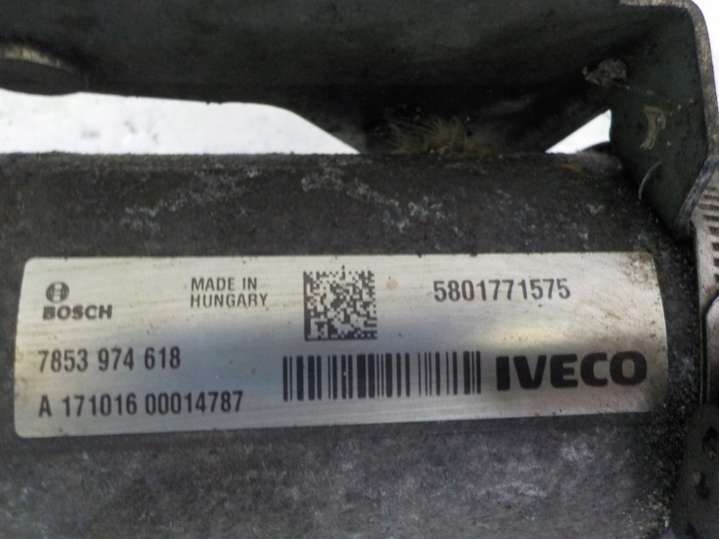 BOSCH
MADE IN
HUNGARY
5801771575
7853 974 618
IVECO
A 171016 00014787